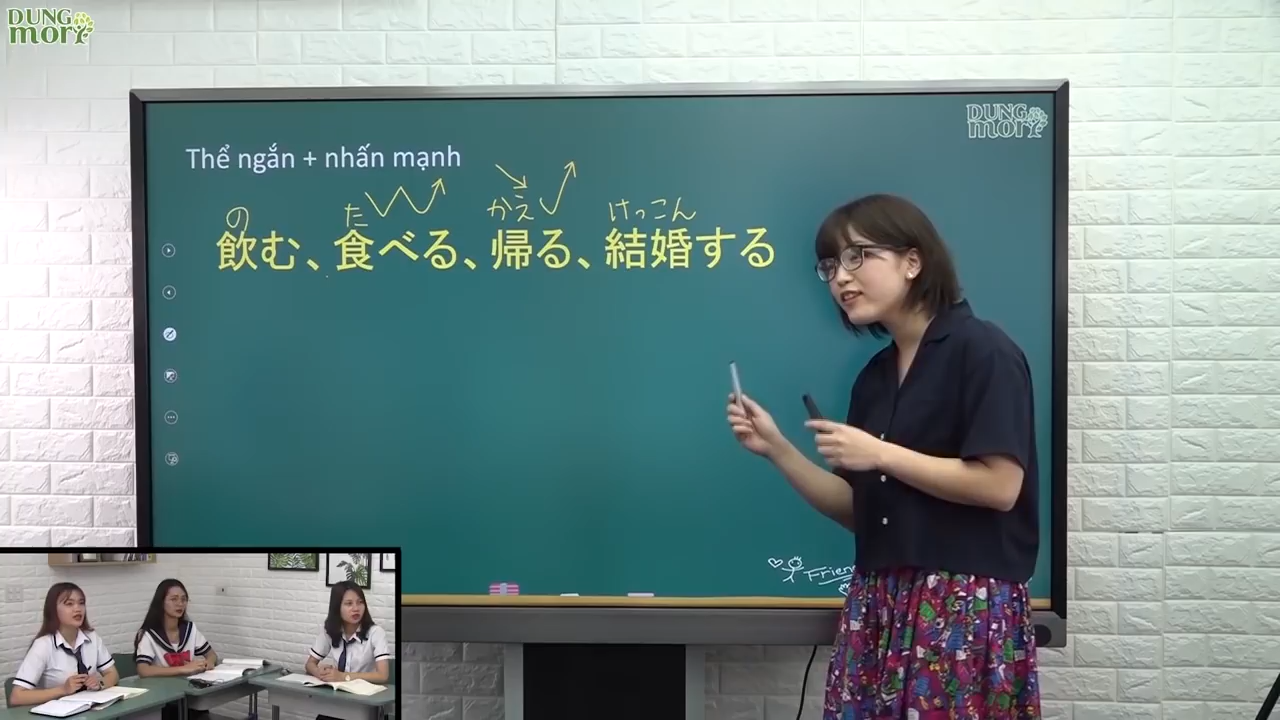 DUNG
mori
DUNG
mori
Thể ngắn + nhấn mạnh
の た かえ けっこん
飲む、食べる、帰る、結婚する